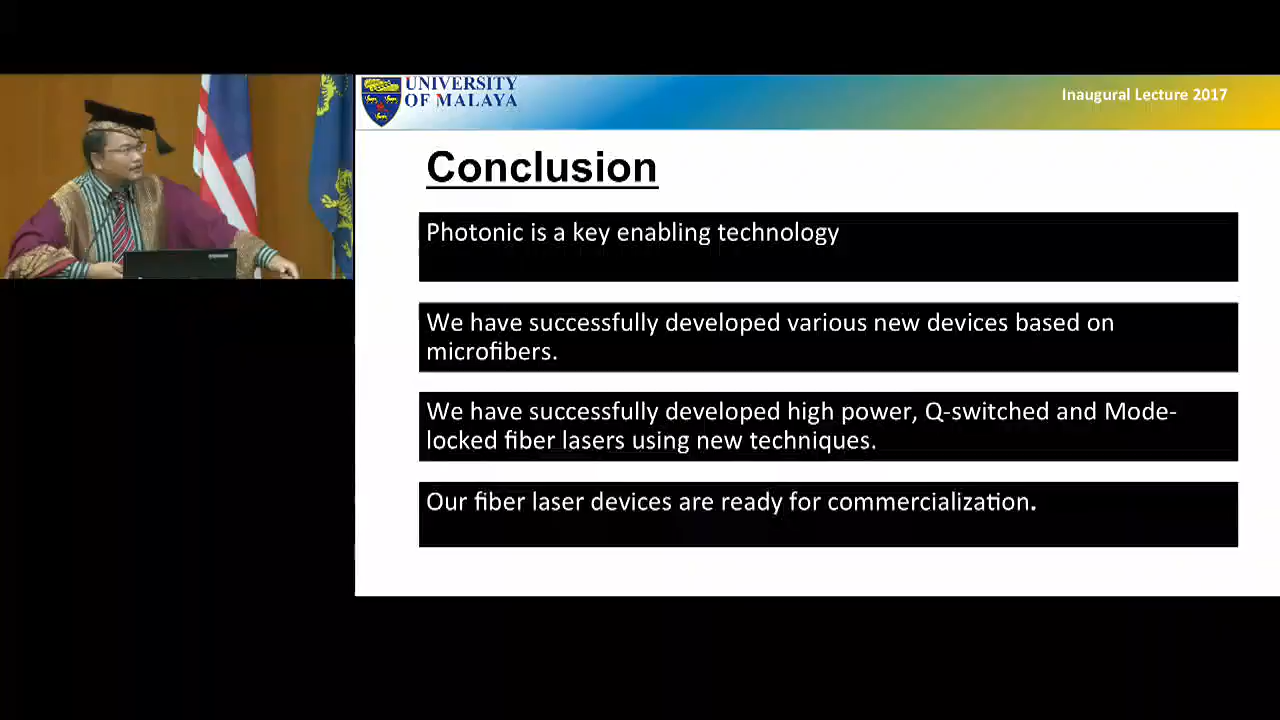 UNIVERSITY
OF MALAYA
Inaugural Lecture 2017
Conclusion
Photonic is a key enabling technology
We have successfully developed various new devices based on
microfibers.
We have successfully developed high power, Q-switched and Mode-
locked fiber lasers using new techniques.
Our fiber laser devices are ready for commercialization.